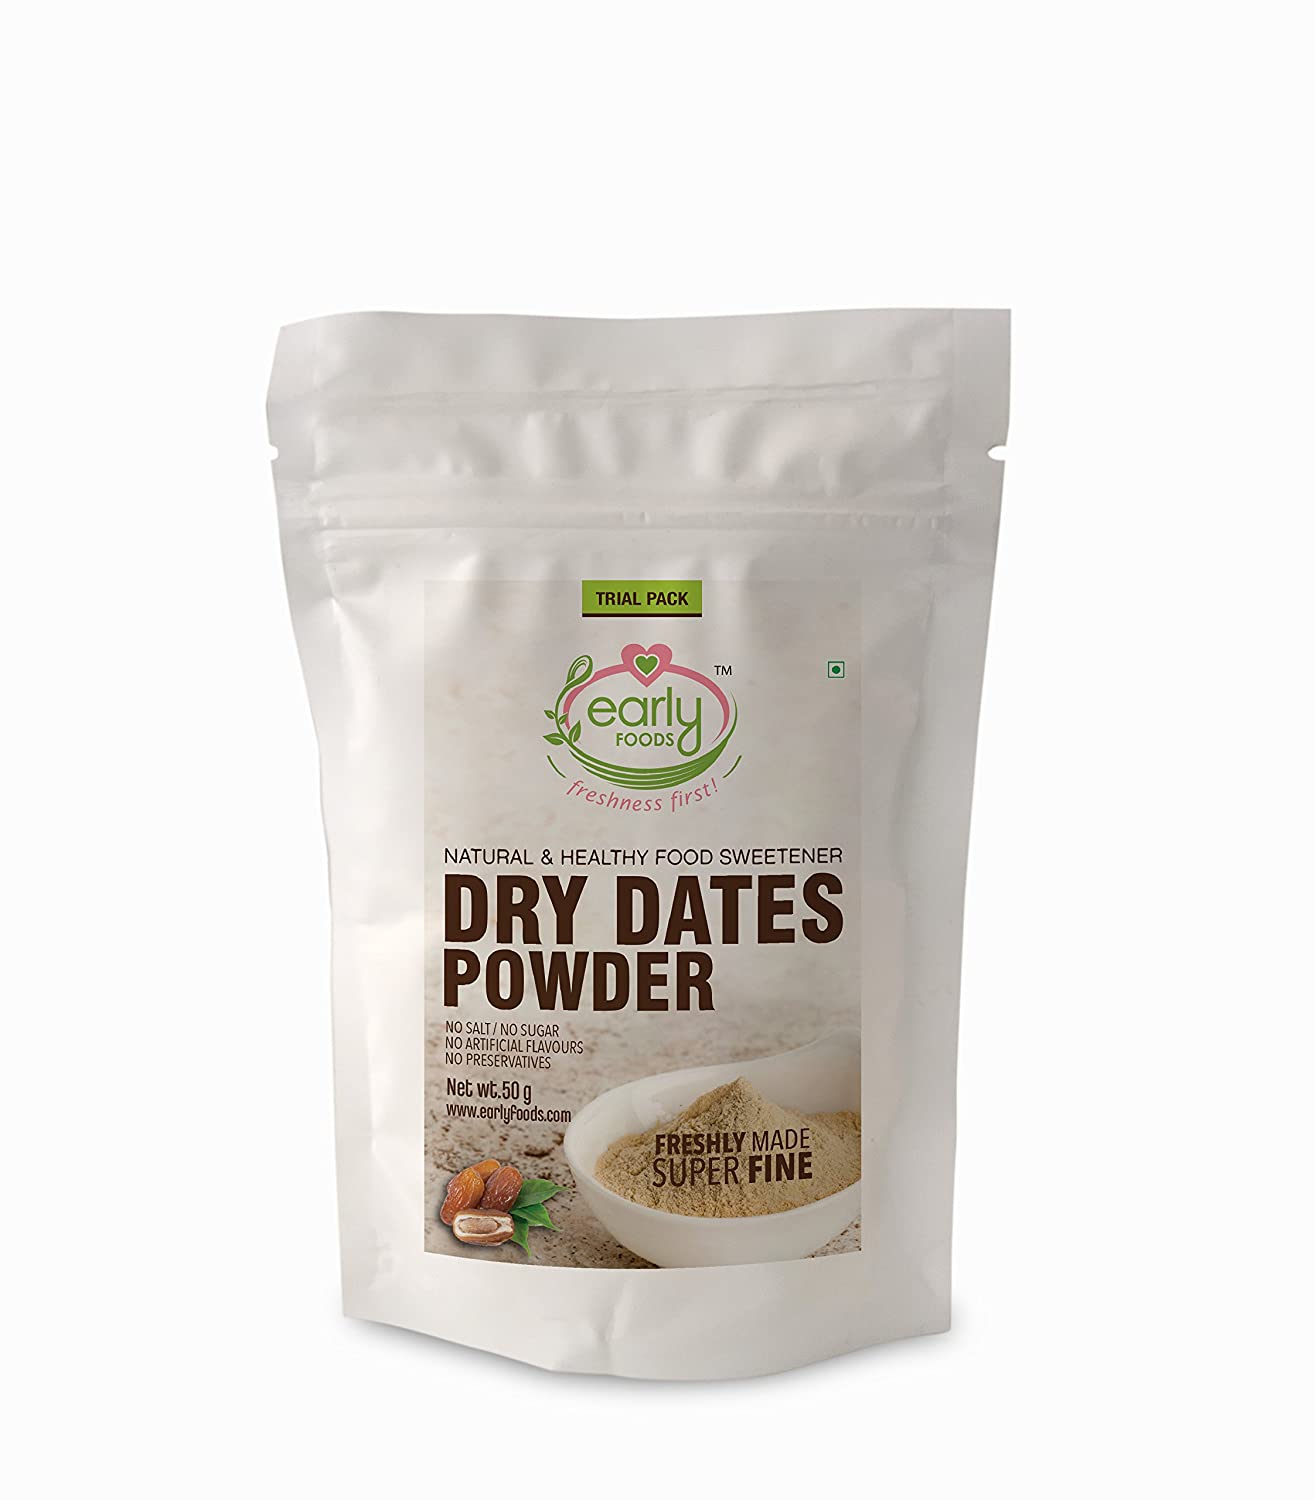 TRIAL PACK
TM
early
FOODS
freshness first!
NATURAL & HEALTHY FOOD SWEETENER
DRY DATES
POWDER
NO SALT / NO SUGAR
NO ARTIFICIAL FLAVOURS
NO PRESERVATIVES
Net wt.50 g
www.earlyfoods.com
FRESHLY MADE
SUPER FINE